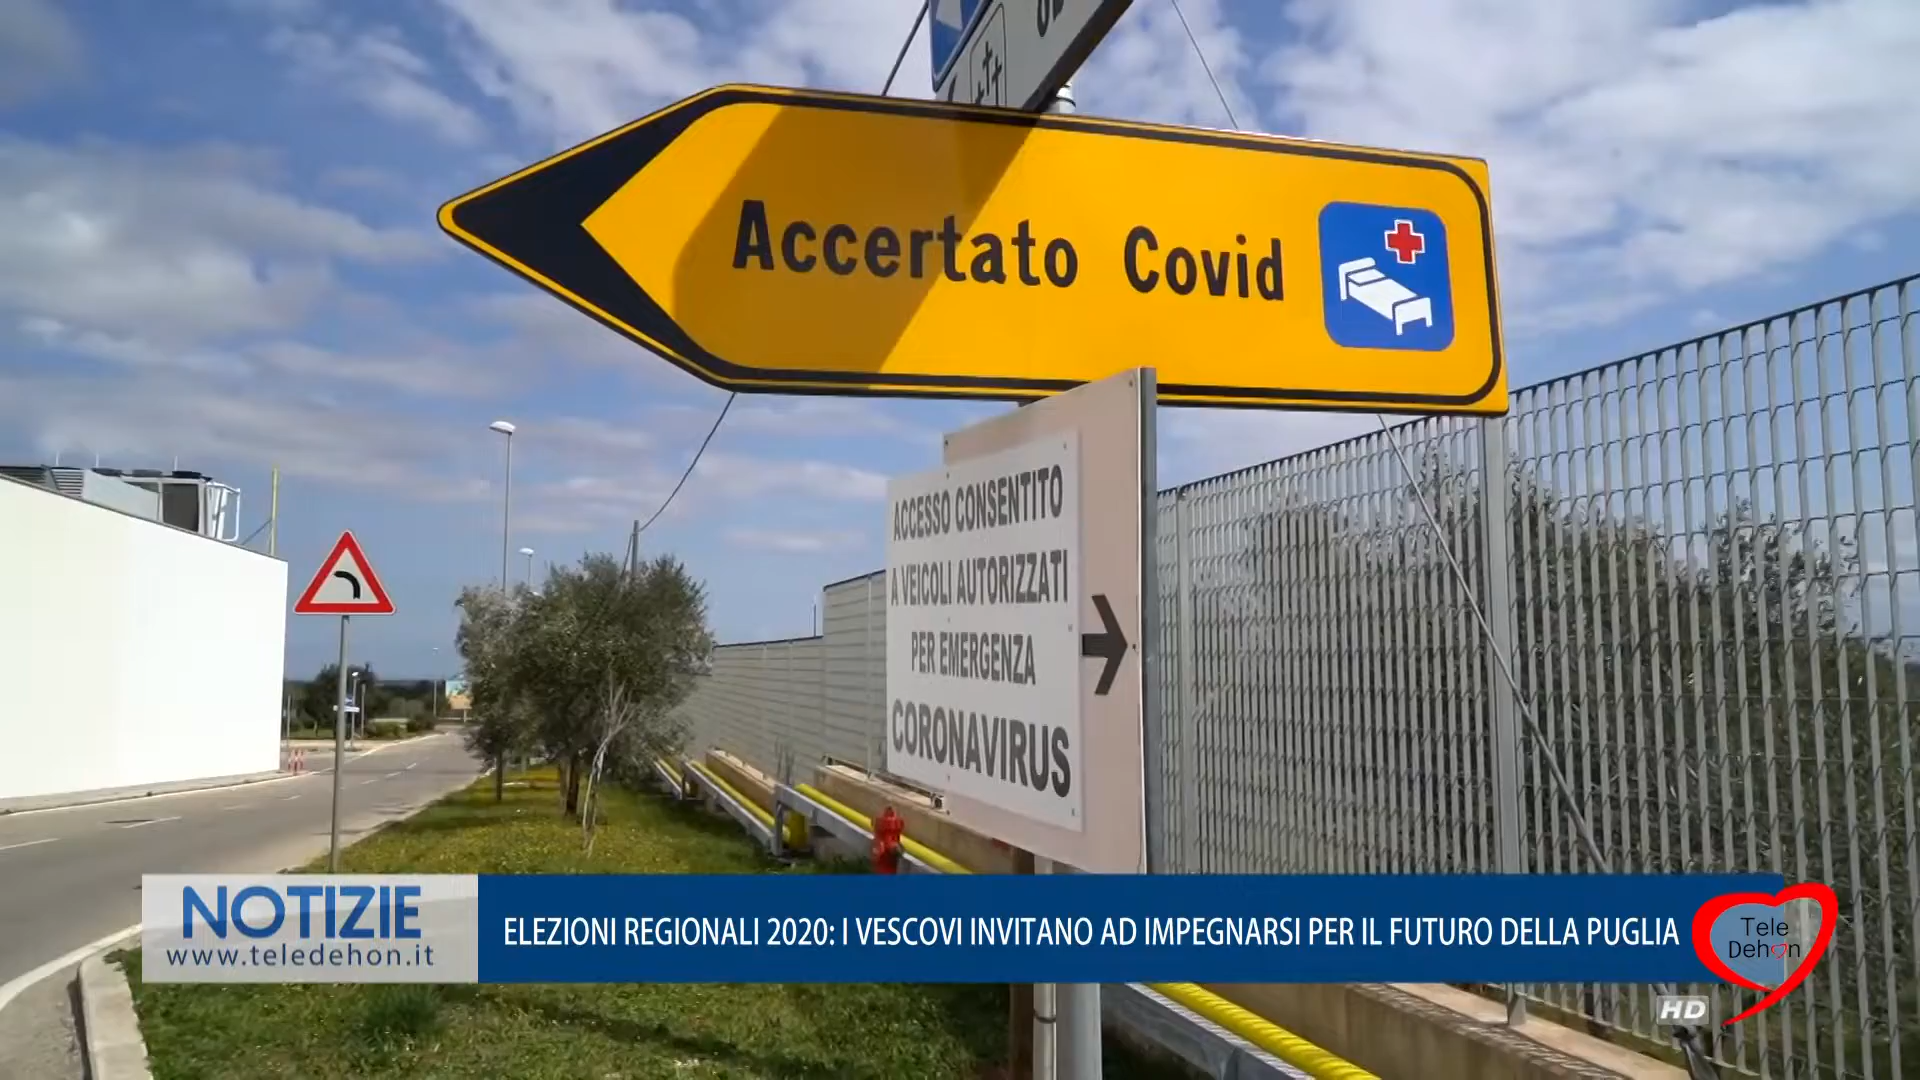 Accertato Covid
ACCESSO CONSENTITO
A VEICOLI AUTORIZZATI
PER EMERGENZA
CORONAVIRUS
NOTIZIE
www.teledehon.it
ELEZIONI REGIONALI 2020: I VESCOVI INVITANO AD IMPEGNARSI PER IL FUTURO DELLA PUGLIA
Tele
Dehon
HD